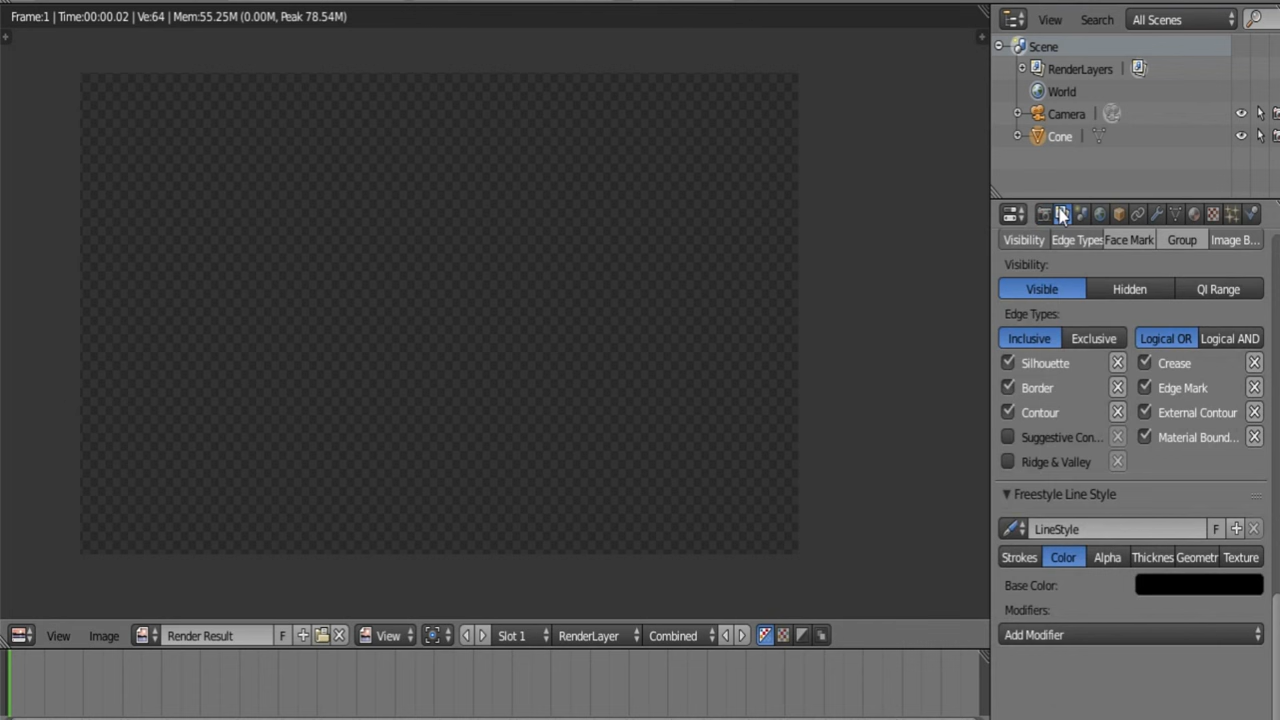 Frame:1 | Time:00:00.02 | Ve:64 | Mem:55.25M (0.00M, Peak 78.54M)
View Search All Scenes
Scene
RenderLayers
World
Camera
Cone
Visibility Edge Types Face Mark Group Image B...
Visibility:
Visible Hidden QI Range
Edge Types:
Inclusive Exclusive Logical OR Logical AND
Silhouette Crease
Border Edge Mark
Contour External Contour
Suggestive Con... Material Bound...
Ridge & Valley
Freestyle Line Style
LineStyle F
Strokes Color Alpha Thicknes Geometr Texture
Base Color:
Modifiers:
Add Modifier
View Image Render Result F View Slot 1 RenderLayer Combined